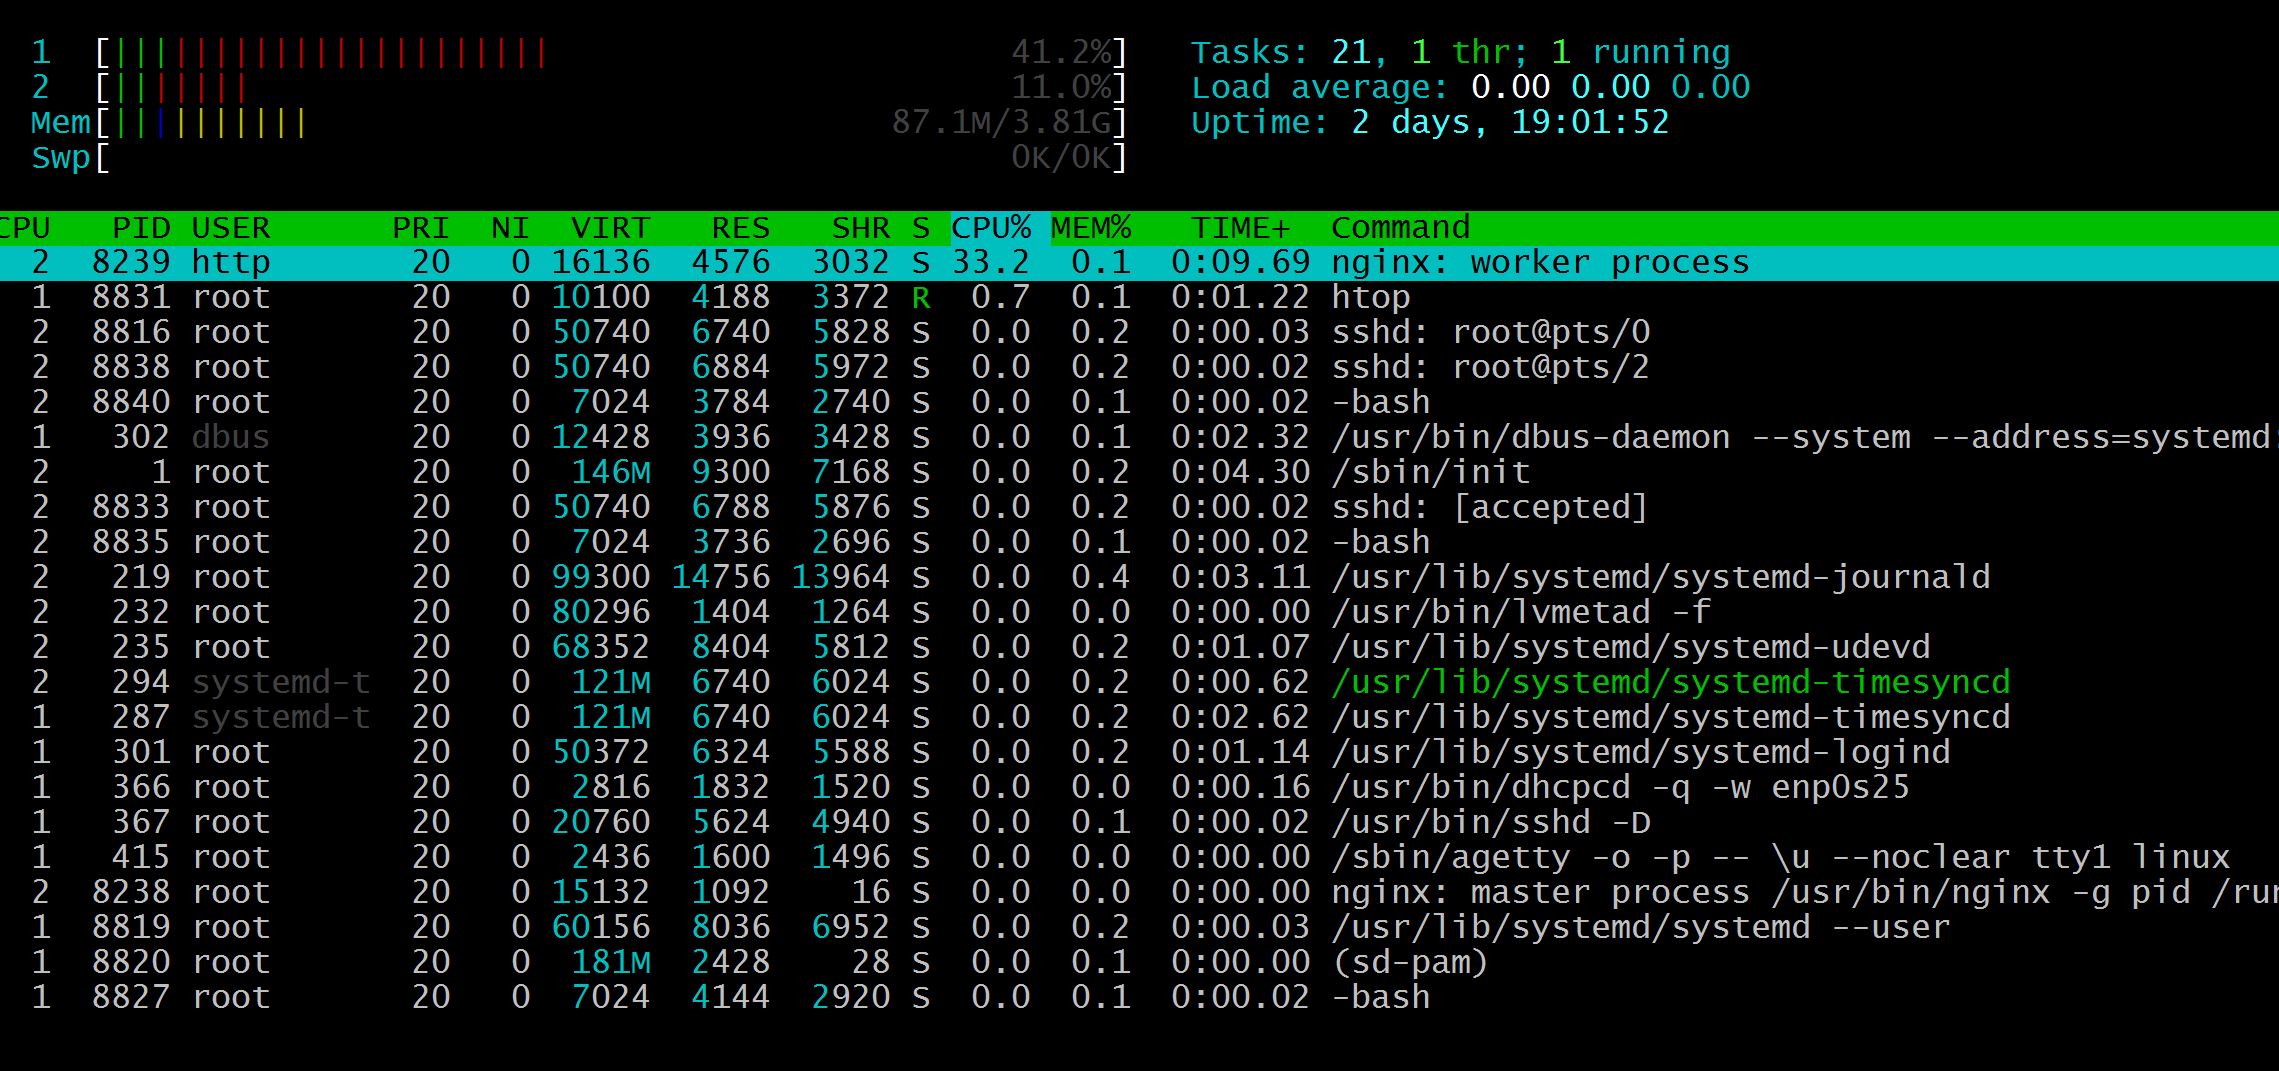 1 [||||||||||||||||||||| 41.2%] Tasks: 21, 1 thr; 1 running
2 [||||||| 11.0%] Load average: 0.00 0.00 0.00
Mem[|||||||||| 87.1M/3.81G] Uptime: 2 days, 19:01:52
Swp[ 0K/0K]
CPU PID USER PRI NI VIRT RES SHR S CPU% MEM% TIME+ Command
2 8239 http 20 0 16136 4576 3032 S 33.2 0.1 0:09.69 nginx: worker process
1 8831 root 20 0 10100 4188 3372 R 0.7 0.1 0:01.22 htop
2 8816 root 20 0 50740 6740 5828 S 0.0 0.2 0:00.03 sshd: root@pts/0
2 8838 root 20 0 50740 6884 5972 S 0.0 0.2 0:00.02 sshd: root@pts/2
2 8840 root 20 0 7024 3784 2740 S 0.0 0.1 0:00.02 -bash
1 302 dbus 20 0 12428 3936 3428 S 0.0 0.1 0:02.32 /usr/bin/dbus-daemon --system --address=systemd:
2 1 root 20 0 146M 9300 7168 S 0.0 0.2 0:04.30 /sbin/init
2 8833 root 20 0 50740 6788 5876 S 0.0 0.2 0:00.02 sshd: [accepted]
2 8835 root 20 0 7024 3736 2696 S 0.0 0.1 0:00.02 -bash
2 219 root 20 0 99300 14756 13964 S 0.0 0.4 0:03.11 /usr/lib/systemd/systemd-journald
2 232 root 20 0 80296 1404 1264 S 0.0 0.0 0:00.00 /usr/bin/lvmetad -f
2 235 root 20 0 68352 8404 5812 S 0.0 0.2 0:01.07 /usr/lib/systemd/systemd-udevd
2 294 systemd-t 20 0 121M 6740 6024 S 0.0 0.2 0:00.62 /usr/lib/systemd/systemd-timesyncd
1 287 systemd-t 20 0 121M 6740 6024 S 0.0 0.2 0:02.62 /usr/lib/systemd/systemd-timesyncd
1 301 root 20 0 50372 6324 5588 S 0.0 0.2 0:01.14 /usr/lib/systemd/systemd-logind
1 366 root 20 0 2816 1832 1520 S 0.0 0.0 0:00.16 /usr/bin/dhcpcd -q -w enp0s25
1 367 root 20 0 20760 5624 4940 S 0.0 0.1 0:00.02 /usr/bin/sshd -D
1 415 root 20 0 2436 1600 1496 S 0.0 0.0 0:00.00 /sbin/agetty -o -p -- \u --noclear tty1 linux
2 8238 root 20 0 15132 1092 16 S 0.0 0.0 0:00.00 nginx: master process /usr/bin/nginx -g pid /run
1 8819 root 20 0 60156 8036 6952 S 0.0 0.2 0:00.03 /usr/lib/systemd/systemd --user
1 8820 root 20 0 181M 2428 28 S 0.0 0.1 0:00.00 (sd-pam)
1 8827 root 20 0 7024 4144 2920 S 0.0 0.1 0:00.02 -bash